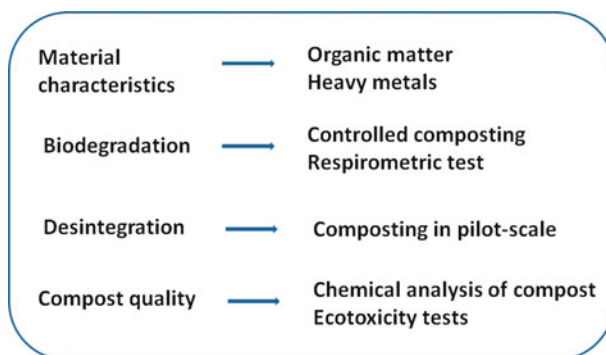 Material
characteristics
Organic matter
Heavy metals
Biodegradation
Controlled composting
Respirometric test
Desintegration
Composting in pilot-scale
Compost quality
Chemical analysis of compost
Ecotoxicity tests